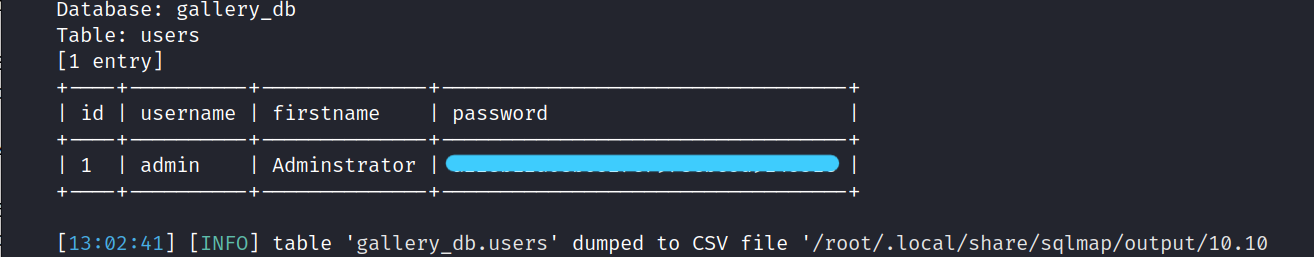 Database: gallery_db
Table: users
[1 entry]
+----+----------+---------------+----------------------------------+
| id | username | firstname | password |
+----+----------+---------------+----------------------------------+
| 1 | admin | Adminstrator | |
+----+----------+---------------+----------------------------------+
[13:02:41] [INFO] table 'gallery_db.users' dumped to CSV file '/root/.local/share/sqlmap/output/10.10